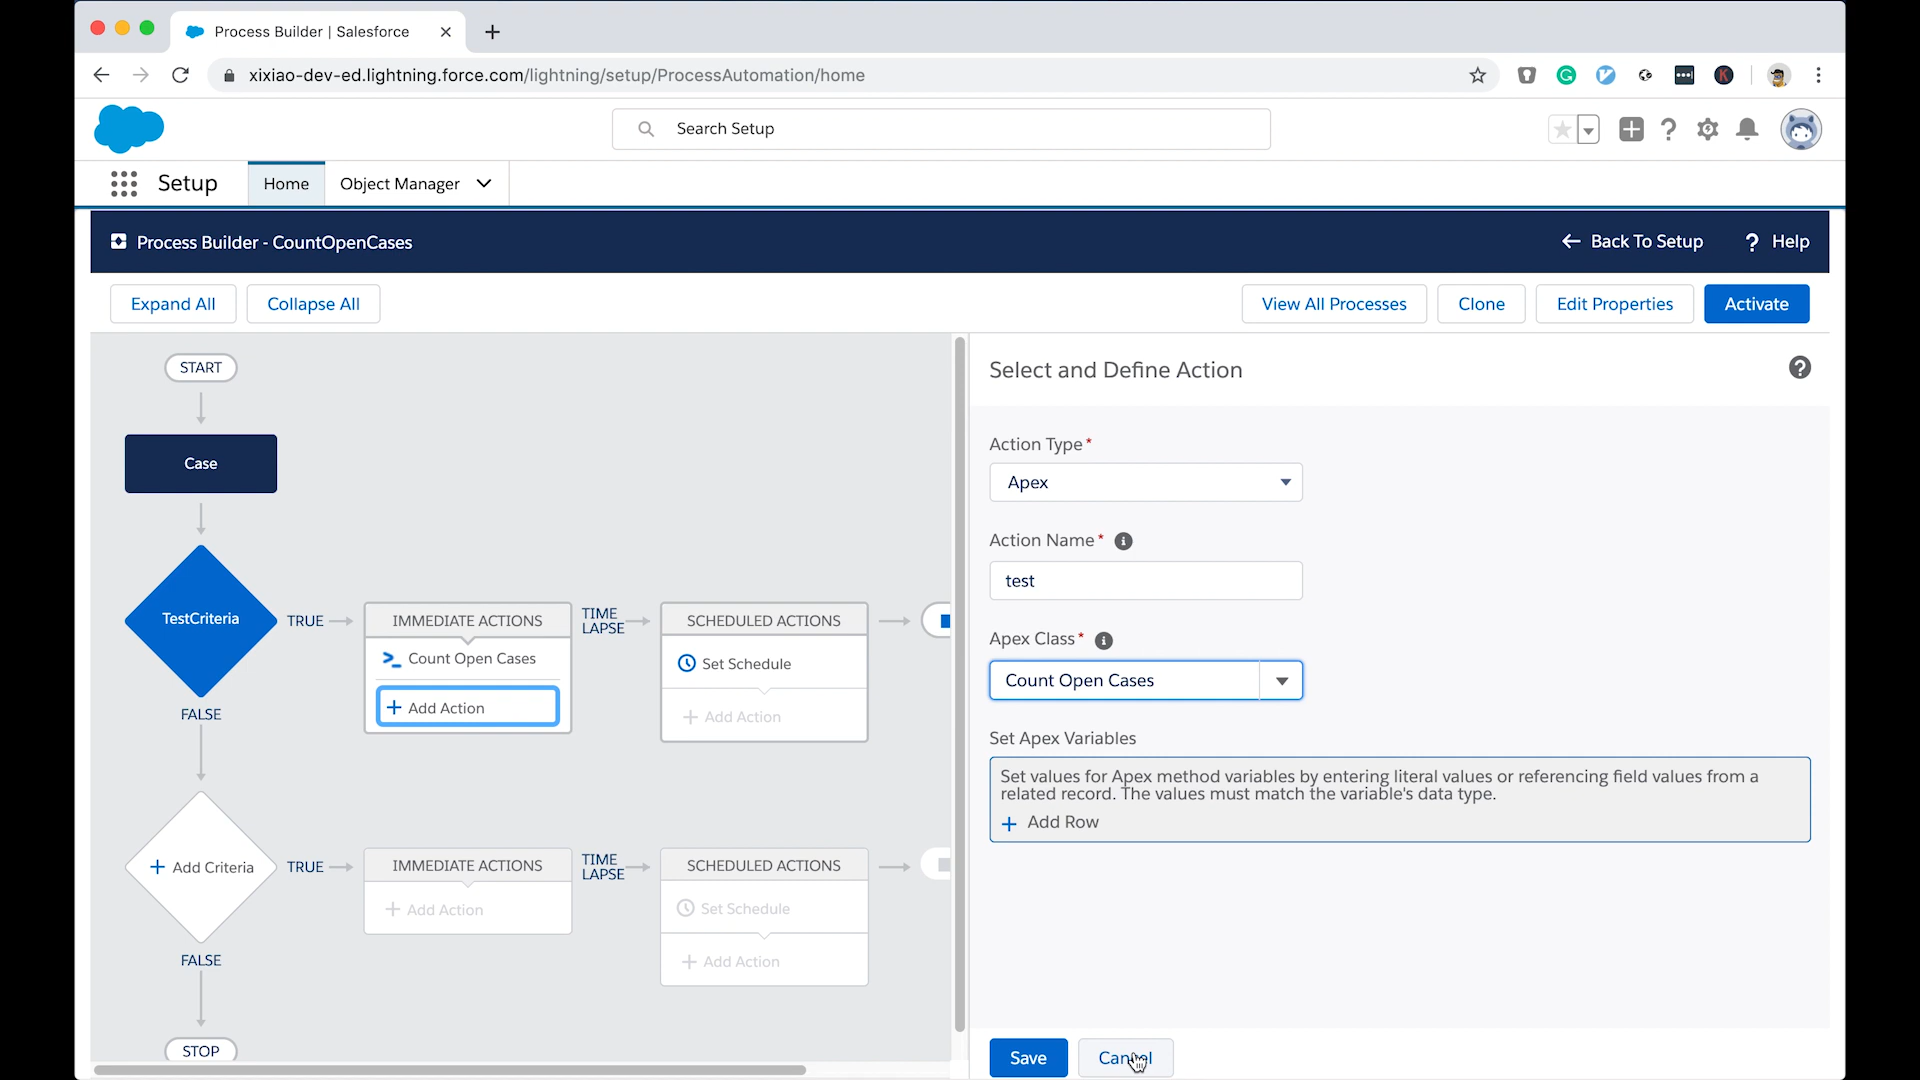 Process Builder | Salesforce
xixiao-dev-ed.lightning.force.com/lightning/setup/ProcessAutomation/home
Search Setup
Setup
Home
Object Manager
Process Builder - CountOpenCases
Back To Setup
? Help
Expand All
Collapse All
View All Processes
Clone
Edit Properties
Activate
START
Case
TestCriteria
TRUE
IMMEDIATE ACTIONS
Count Open Cases
+ Add Action
TIME
LAPSE
SCHEDULED ACTIONS
Set Schedule
+ Add Action
FALSE
+ Add Criteria
TRUE
IMMEDIATE ACTIONS
+ Add Action
TIME
LAPSE
SCHEDULED ACTIONS
Set Schedule
+ Add Action
FALSE
STOP
Select and Define Action
Action Type*
Apex
Action Name*
test
Apex Class*
Count Open Cases
Set Apex Variables
Set values for Apex method variables by entering literal values or referencing field values from a
related record. The values must match the variable's data type.
+ Add Row
Save
Cancel